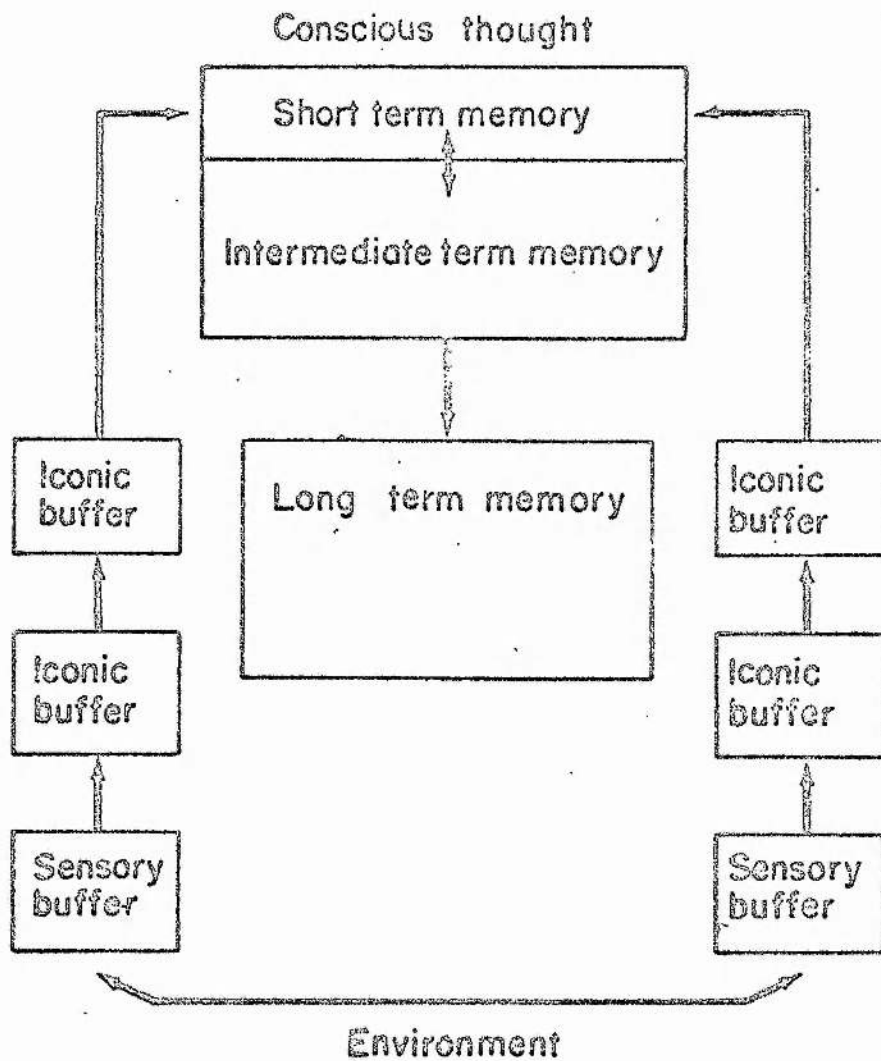 Conscious thought
Short term memory
Intermediate term memory
Long term memory
Iconic
buffer
Iconic
buffer
Iconic
buffer
Iconic
buffer
Sensory
buffer
Sensory
buffer
Environment